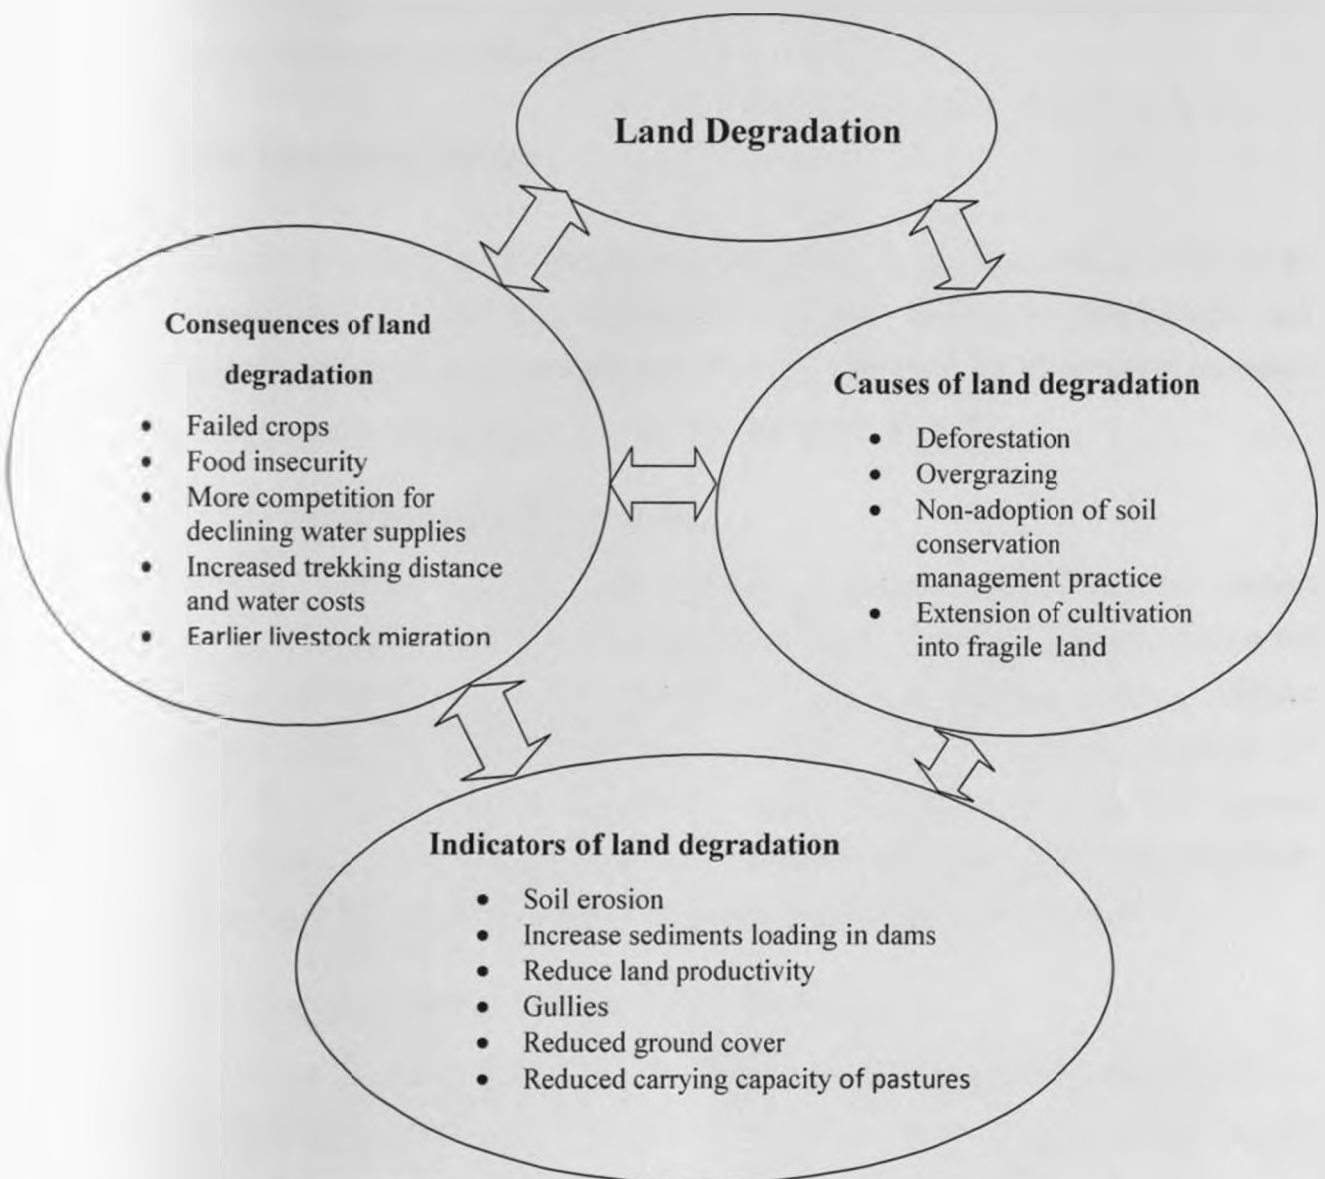 Land Degradation
Consequences of land
degradation
• Failed crops
• Food insecurity
• More competition for
declining water supplies
• Increased trekking distance
and water costs
• Earlier livestock migration
Causes of land degradation
• Deforestation
• Overgrazing
• Non-adoption of soil
conservation
management practice
• Extension of cultivation
into fragile land
Indicators of land degradation
• Soil erosion
• Increase sediments loading in dams
• Reduce land productivity
• Gullies
• Reduced ground cover
• Reduced carrying capacity of pastures